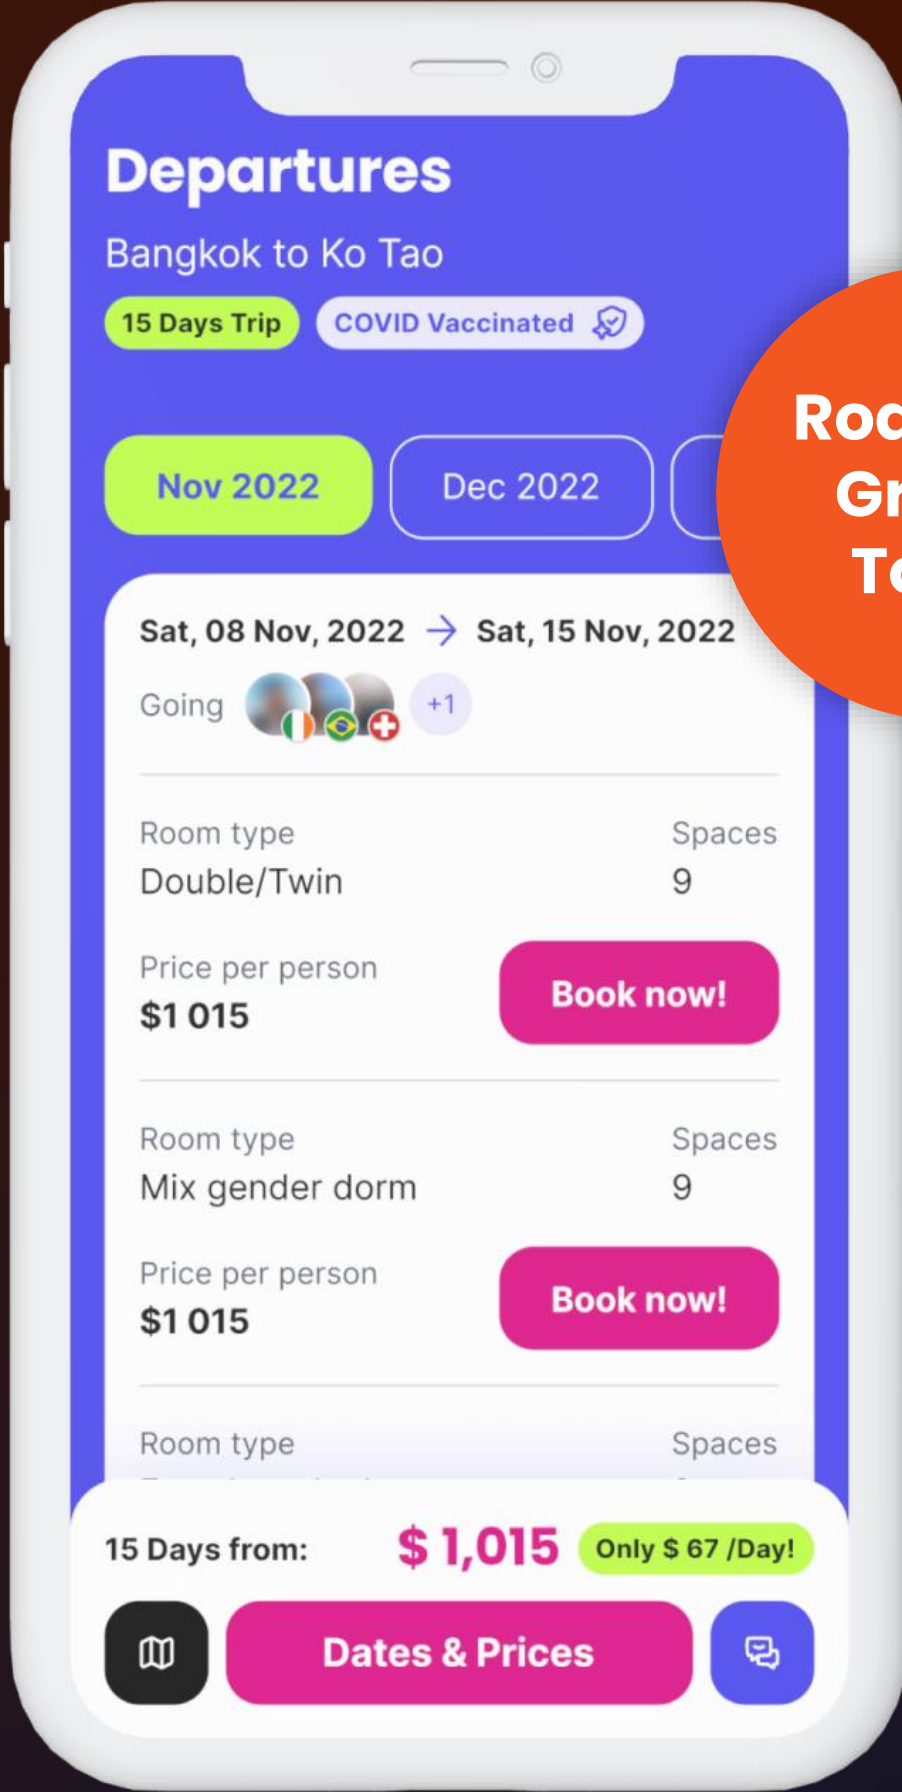 Departures
Bangkok to Ko Tao
15 Days Trip COVID Vaccinated
Nov 2022 Dec 2022
Sat, 08 Nov, 2022 → Sat, 15 Nov, 2022
Going +1
Room type Spaces
Double/Twin 9
Price per person
$1 015
Book now!
Room type Spaces
Mix gender dorm 9
Price per person
$1 015
Book now!
Room type Spaces
15 Days from: $ 1,015 Only $ 67 /Day!
Dates & Prices